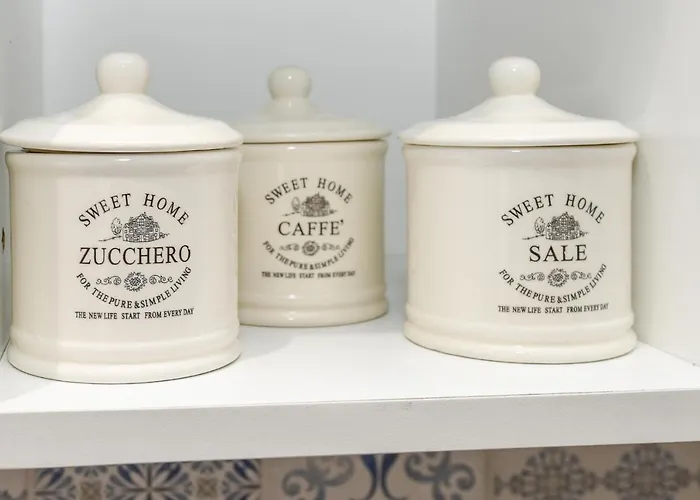 SWEET HOME
ZUCCHERO
FOR THE PURE & SIMPLE LIVING
THE NEW LIFE START FROM EVERY DAY
SWEET HOME
CAFFE'
FOR THE PURE & SIMPLE LIVING
THE NEW LIFE START FROM EVERY DAY
SWEET HOME
SALE
FOR THE PURE & SIMPLE LIVING
THE NEW LIFE START FROM EVERY DAY